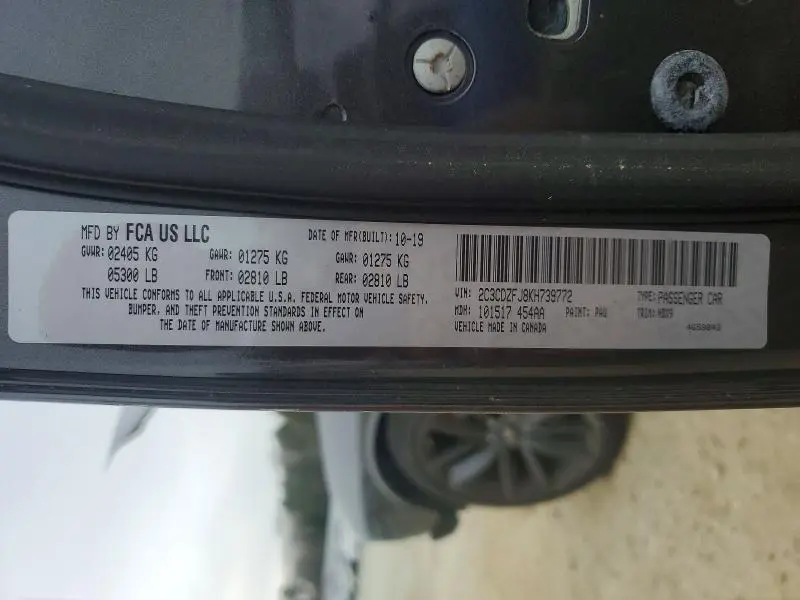 MFD BY FCA US LLC DATE OF MFR(BUILT): 10-19
GVWR: 02405 KG GAWR: 01275 KG GAWR: 01275 KG
05300 LB FRONT: 02810 LB REAR: 02810 LB
THIS VEHICLE CONFORMS TO ALL APPLICABLE U.S.A. FEDERAL MOTOR VEHICLE SAFETY,
BUMPER, AND THEFT PREVENTION STANDARDS IN EFFECT ON
THE DATE OF MANUFACTURE SHOWN ABOVE.
VIN: 2C3CDZFJ8KH739772 TYPE: PASSENGER CAR
MDH: 101517 454AA PAINT: PAU TRIM: HDX9
VEHICLE MADE IN CANADA